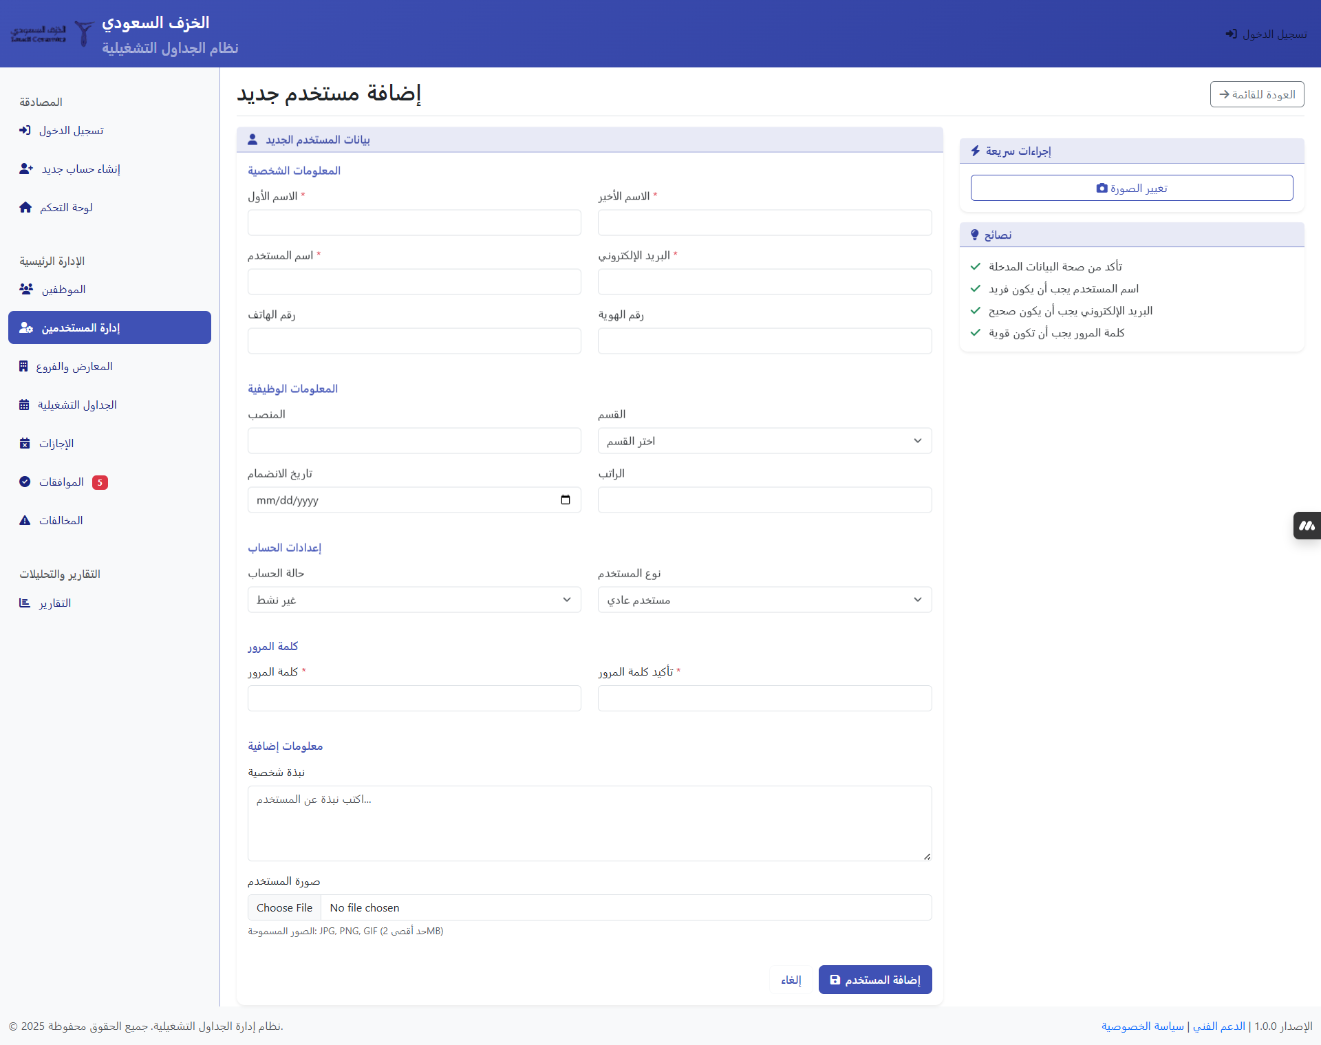 الخزف السعودي
Saudi Ceramics
الخزف السعودي
نظام الجداول التشغيلية
تسجيل الدخول
المصادقة
تسجيل الدخول
إنشاء حساب جديد
لوحة التحكم
الإدارة الرئيسية
الموظفين
إدارة المستخدمين
المعارض والفروع
الجداول التشغيلية
الإجازات
الموافقات 5
المخالفات
التقارير والتحليلات
التقارير
إضافة مستخدم جديد
العودة للقائمة
بيانات المستخدم الجديد
المعلومات الشخصية
الاسم الأول *
الاسم الأخير *
اسم المستخدم *
البريد الإلكتروني *
رقم الهاتف
رقم الهوية
المعلومات الوظيفية
المنصب
القسم
اختر القسم
تاريخ الانضمام
الراتب
mm/dd/yyyy
إعدادات الحساب
حالة الحساب
نوع المستخدم
غير نشط
مستخدم عادي
كلمة المرور
كلمة المرور *
تأكيد كلمة المرور *
معلومات إضافية
نبذة شخصية
اكتب نبذة عن المستخدم...
صورة المستخدم
Choose File No file chosen
الصور المسموحة: JPG, PNG, GIF (حد أقصى 2MB)
إلغاء
إضافة المستخدم
إجراءات سريعة
تغيير الصورة
نصائح
تأكد من صحة البيانات المدخلة
اسم المستخدم يجب أن يكون فريد
البريد الإلكتروني يجب أن يكون صحيح
كلمة المرور يجب أن تكون قوية
© 2025 نظام إدارة الجداول التشغيلية. جميع الحقوق محفوظة.
الإصدار 1.0.0 | الدعم الفني | سياسة الخصوصية